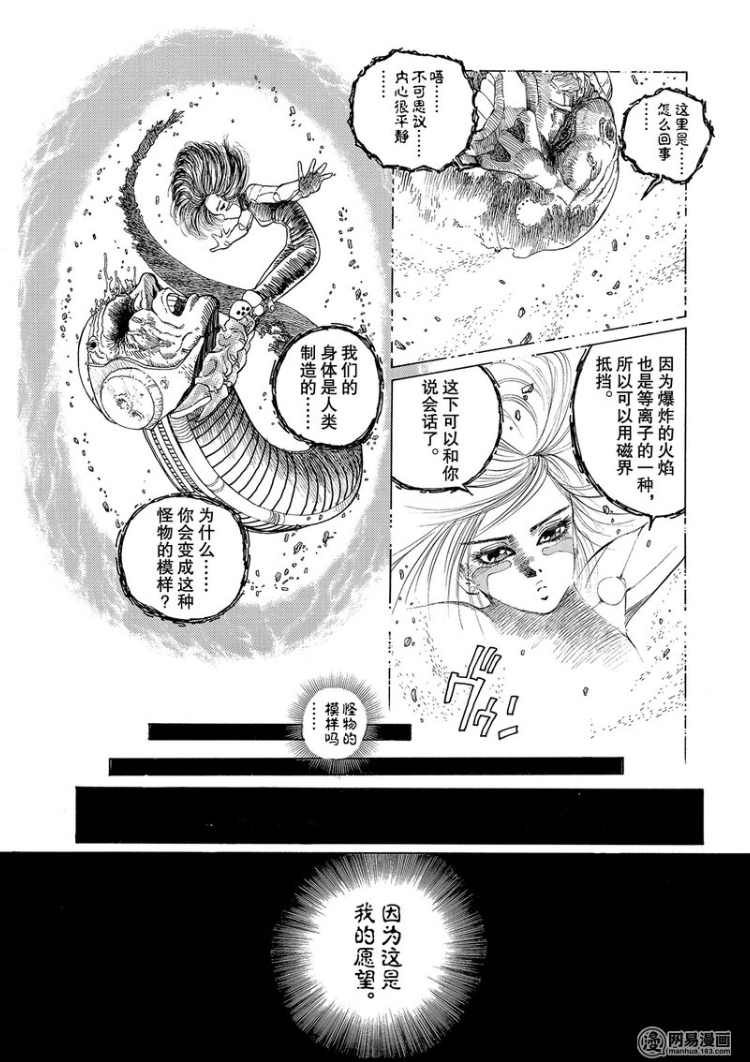 这里是……
怎么回事
唔……
不可思议……
内心很平静
因为爆炸的火焰
也是等离子的一种，
所以可以用磁界
抵挡。
这下可以和你
说会话了。
ヴゥン
我们的
身体是人类
制造的……
为什么……
你会变成这种
怪物的模样？
怪物的
模样吗
……
因为这是
我的愿望。
漫 网易漫画
manhua.163.com